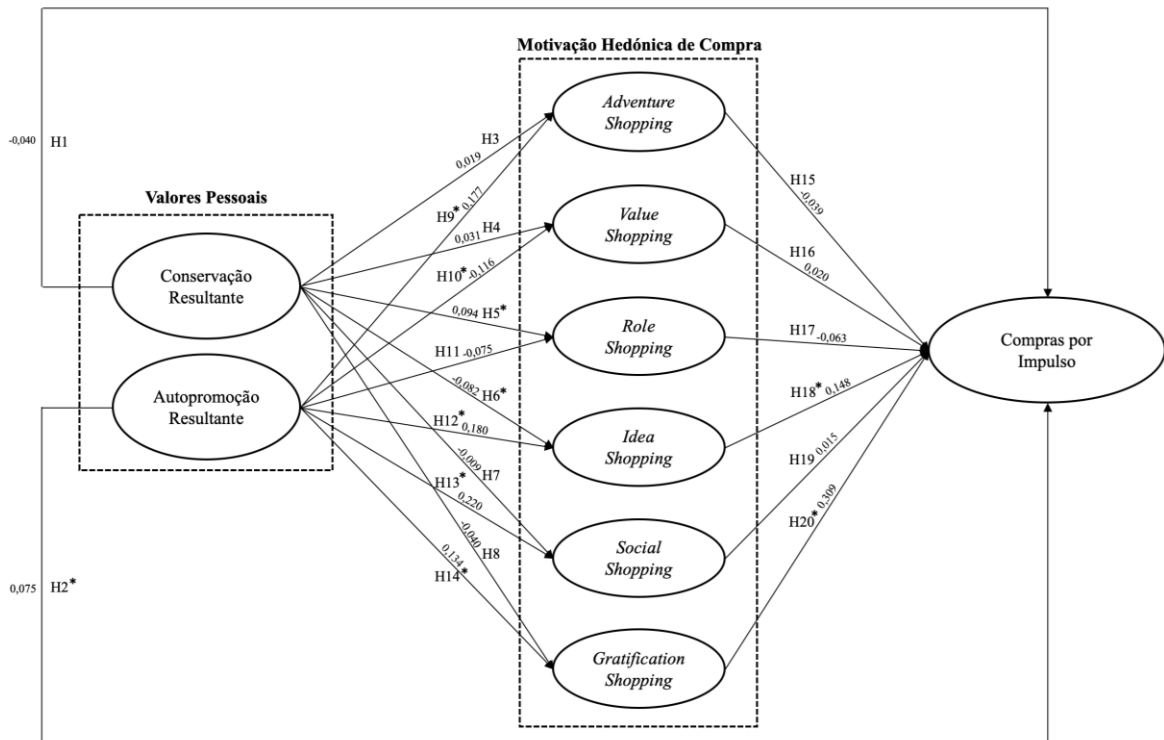 Motivação Hedónica de Compra
Adventure
Shopping
-0,040
H1
H3
0,019
H15
-0,039
Valores Pessoais
H9* 0,177
Value
Shopping
0,031 H4
H16
0,020
H10* -0,116
Conservação
Resultante
0,094 H5*
Role
Shopping
H17 -0,063
Compras por
Impulso
H11 -0,075
-0,082 H6*
H18* 0,148
Autopromoção
Resultante
H12* 0,180
Idea
Shopping
-0,009 H7
H19 0,015
H13* 0,220
H20* 0,309
-0,040 H8
Social
Shopping
0,134
H14*
0,075
H2*
Gratification
Shopping